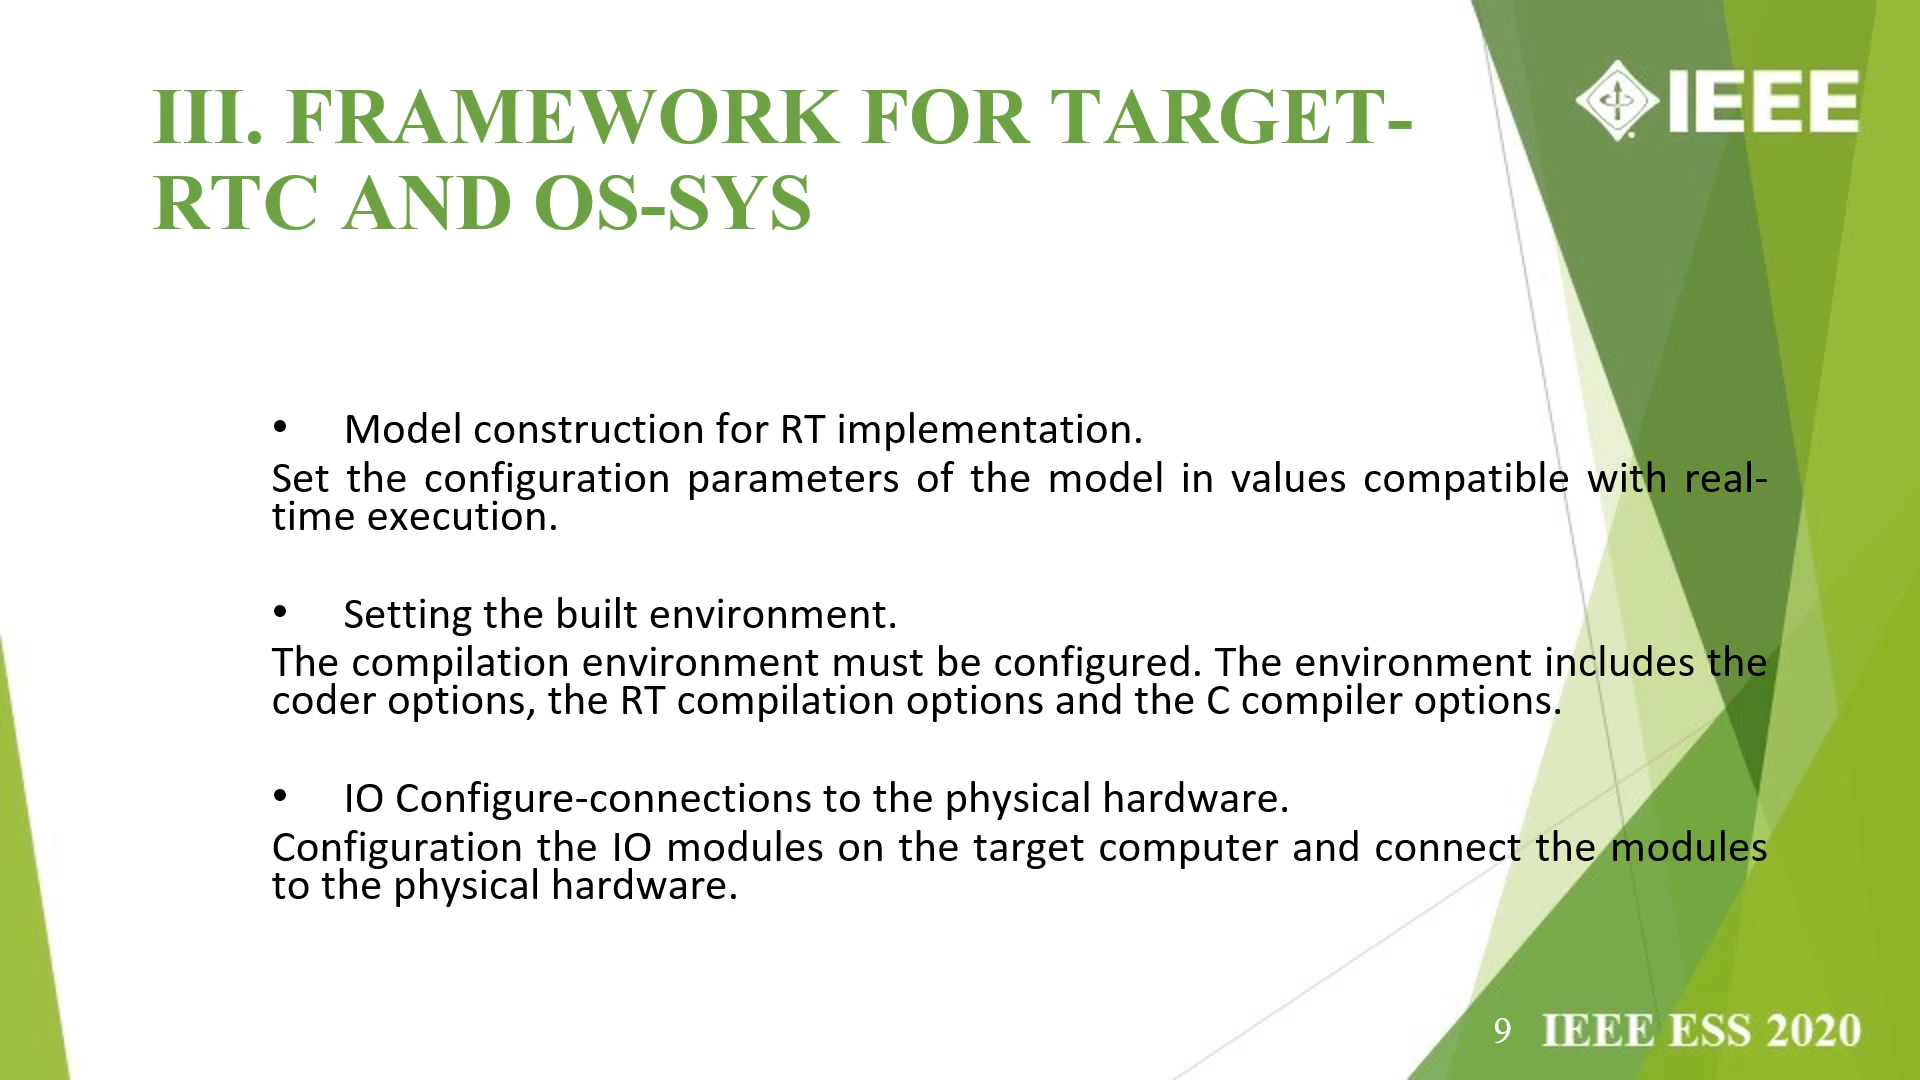 IEEE
III. FRAMEWORK FOR TARGET-
RTC AND OS-SYS
• Model construction for RT implementation.
Set the configuration parameters of the model in values compatible with real-
time execution.
• Setting the built environment.
The compilation environment must be configured. The environment includes the
coder options, the RT compilation options and the C compiler options.
• IO Configure-connections to the physical hardware.
Configuration the IO modules on the target computer and connect the modules
to the physical hardware.
9 IEEE ESS 2020